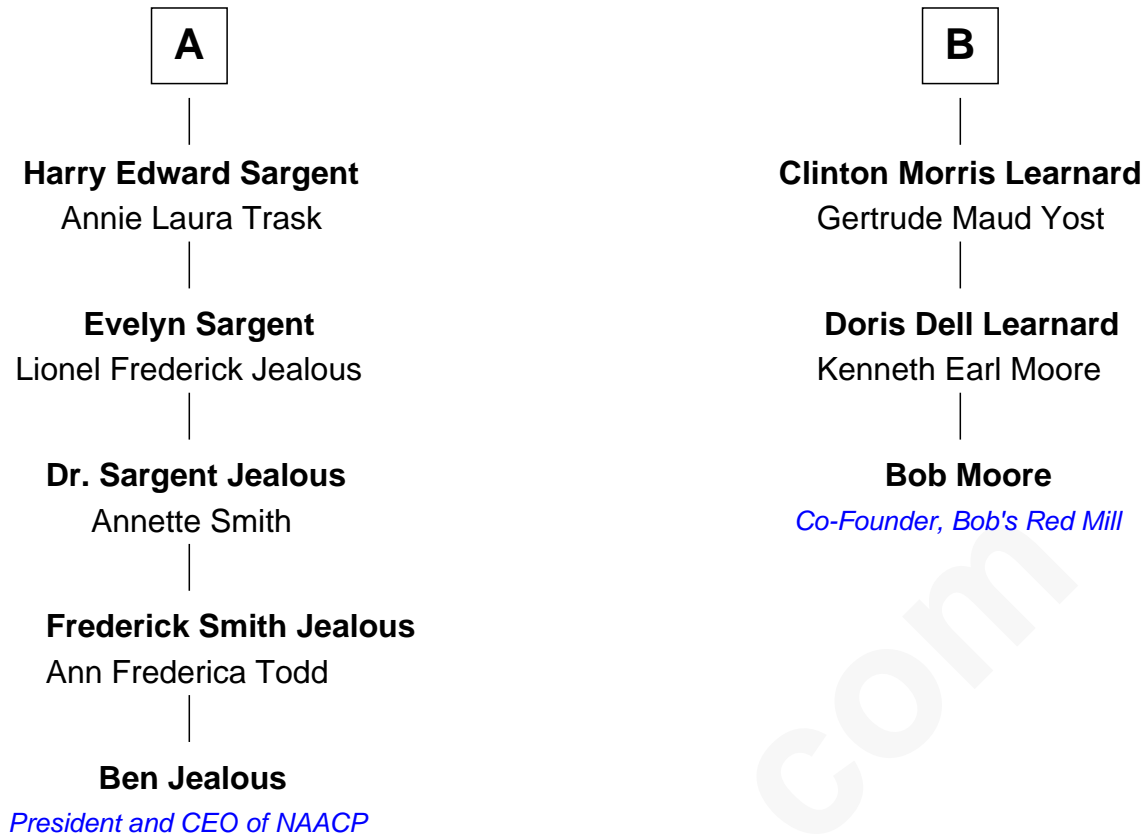 A
Harry Edward Sargent
Annie Laura Trask
Evelyn Sargent
Lionel Frederick Jealous
Dr. Sargent Jealous
Annette Smith
Frederick Smith Jealous
Ann Frederica Todd
Ben Jealous
President and CEO of NAACP
B
Clinton Morris Learnard
Gertrude Maud Yost
Doris Dell Learnard
Kenneth Earl Moore
Bob Moore
Co-Founder, Bob's Red Mill
com